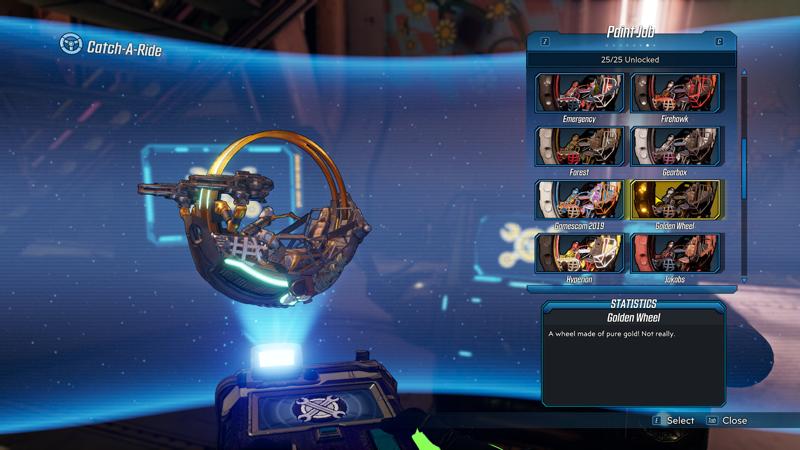 Catch-A-Ride
Paint Job
25/25 Unlocked
Emergency
Firehawk
Forest
Gearbox
Gamescom 2019
Golden Wheel
Hyperion
Jakobs
STATISTICS
Golden Wheel
A wheel made of pure gold! Not really.
E Select
Tab Close